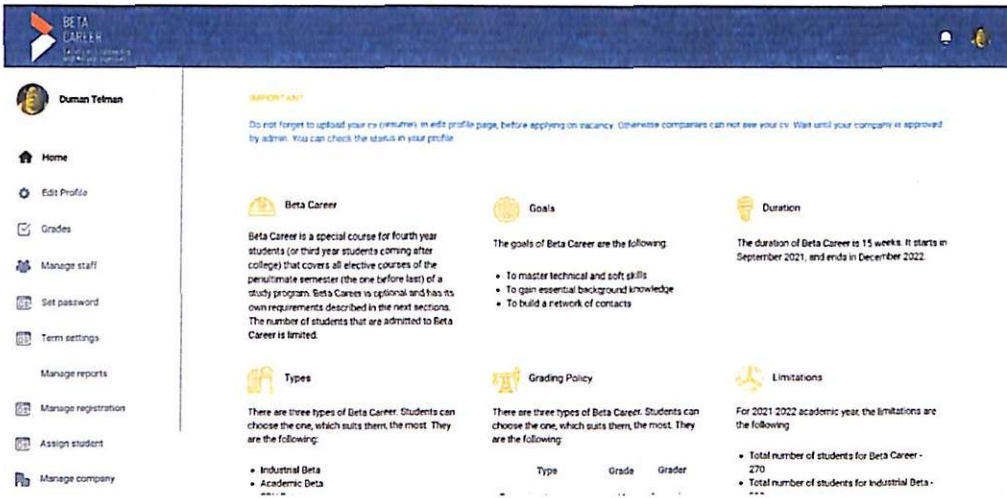 BETA
CAREER
Duman Telman
Home
Edit Profile
Grades
Manage staff
Set password
Term settings
Manage reports
Manage registration
Assign student
Manage company
IMPORTANT
Do not forget to upload your cv (resume) in edit profile page, before applying on vacancy. Otherwise companies can not see your cv. Wait until your company is approved
by admin. You can check the status in your profile.
Beta Career
Beta Career is a special course for fourth year
students (or third year students coming after
college) that covers all elective courses of the
penultimate semester (the one before last) of a
study program. Beta Career is optional and has its
own requirements described in the next sections.
The number of students that are admitted to Beta
Career is limited.
Goals
The goals of Beta Career are the following:
• To master technical and soft skills
• To gain essential background knowledge
• To build a network of contacts
Duration
The duration of Beta Career is 15 weeks. It starts in
September 2021, and ends in December 2022.
Types
There are three types of Beta Career. Students can
choose the one, which suits them, the most. They
are the following:
• Industrial Beta
• Academic Beta
Grading Policy
There are three types of Beta Career. Students can
choose the one, which suits them, the most. They
are the following:
Type Grade Grader
Limitations
For 2021-2022 academic year, the limitations are
the following
• Total number of students for Beta Career -
270
• Total number of students for Industrial Beta -